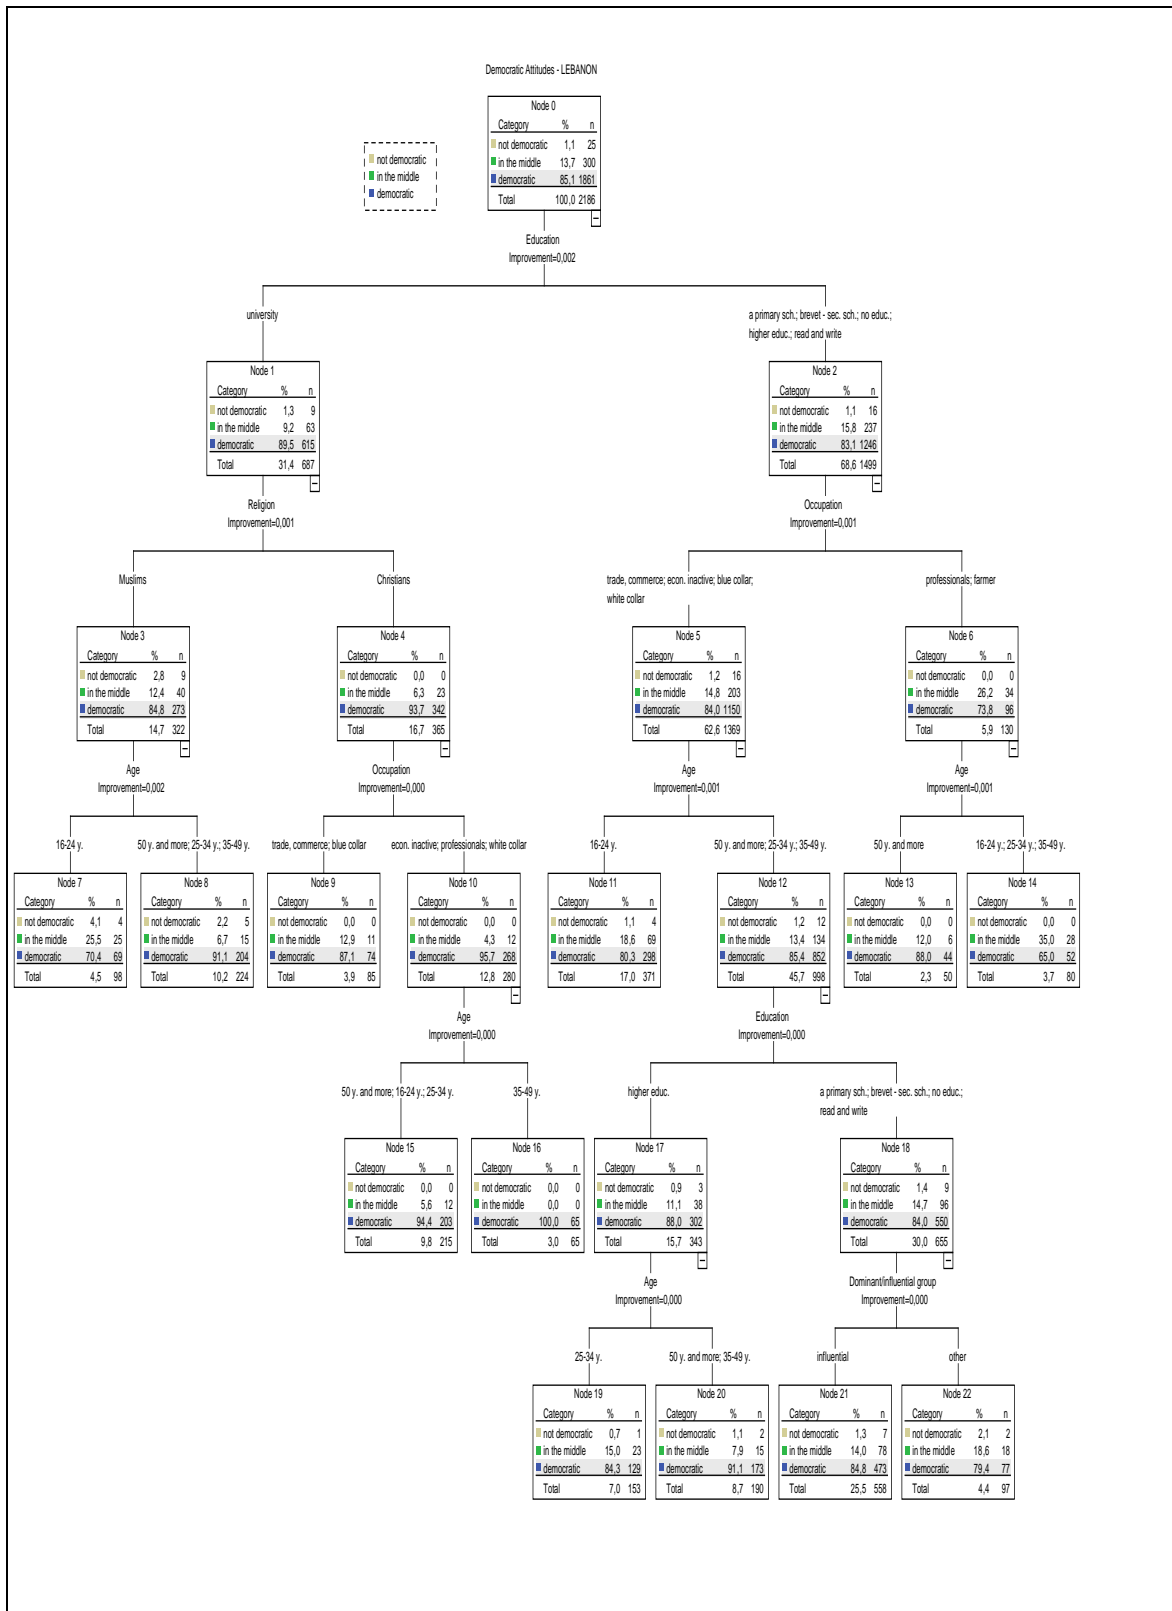 Democratic Attitudes - LEBANON
not democratic
in the middle
democratic
Node 0
Category % n
not democratic 1,1 25
in the middle 13,7 300
democratic 85,1 1861
Total 100,0 2186
Education
Improvement=0,002
university
a primary sch.; brevet - sec. sch.; no educ.;
higher educ.; read and write
Node 1
Category % n
not democratic 1,3 9
in the middle 9,2 63
democratic 89,5 615
Total 31,4 687
Node 2
Category % n
not democratic 1,1 16
in the middle 15,8 237
democratic 83,1 1246
Total 68,6 1499
Religion
Improvement=0,001
Occupation
Improvement=0,001
Muslims
Christians
trade, commerce; econ. inactive; blue collar;
white collar
professionals; farmer
Node 3
Category % n
not democratic 2,8 9
in the middle 12,4 40
democratic 84,8 273
Total 14,7 322
Node 4
Category % n
not democratic 0,0 0
in the middle 6,3 23
democratic 93,7 342
Total 16,7 365
Node 5
Category % n
not democratic 1,2 16
in the middle 14,8 203
democratic 84,0 1150
Total 62,6 1369
Node 6
Category % n
not democratic 0,0 0
in the middle 26,2 34
democratic 73,8 96
Total 5,9 130
Age
Improvement=0,002
Occupation
Improvement=0,000
Age
Improvement=0,001
Age
Improvement=0,001
16-24 y.
50 y. and more; 25-34 y.; 35-49 y.
trade, commerce; blue collar
econ. inactive; professionals; white collar
16-24 y.
50 y. and more; 25-34 y.; 35-49 y.
50 y. and more
16-24 y.; 25-34 y.; 35-49 y.
Node 7
Category % n
not democratic 4,1 4
in the middle 25,5 25
democratic 70,4 69
Total 4,5 98
Node 8
Category % n
not democratic 2,2 5
in the middle 6,7 15
democratic 91,1 204
Total 10,2 224
Node 9
Category % n
not democratic 0,0 0
in the middle 12,9 11
democratic 87,1 74
Total 3,9 85
Node 10
Category % n
not democratic 0,0 0
in the middle 4,3 12
democratic 95,7 268
Total 12,8 280
Node 11
Category % n
not democratic 1,1 4
in the middle 18,6 69
democratic 80,3 298
Total 17,0 371
Node 12
Category % n
not democratic 1,2 12
in the middle 13,4 134
democratic 85,4 852
Total 45,7 998
Node 13
Category % n
not democratic 0,0 0
in the middle 12,0 6
democratic 88,0 44
Total 2,3 50
Node 14
Category % n
not democratic 0,0 0
in the middle 35,0 28
democratic 65,0 52
Total 3,7 80
Age
Improvement=0,000
Education
Improvement=0,000
50 y. and more; 16-24 y.; 25-34 y.
35-49 y.
higher educ.
a primary sch.; brevet - sec. sch.; no educ.;
read and write
Node 15
Category % n
not democratic 0,0 0
in the middle 5,6 12
democratic 94,4 203
Total 9,8 215
Node 16
Category % n
not democratic 0,0 0
in the middle 0,0 0
democratic 100,0 65
Total 3,0 65
Node 17
Category % n
not democratic 0,9 3
in the middle 11,1 38
democratic 88,0 302
Total 15,7 343
Node 18
Category % n
not democratic 1,4 9
in the middle 14,7 96
democratic 84,0 550
Total 30,0 655
Age
Improvement=0,000
Dominant/influential group
Improvement=0,000
25-34 y.
50 y. and more; 35-49 y.
influential
other
Node 19
Category % n
not democratic 0,7 1
in the middle 15,0 23
democratic 84,3 129
Total 7,0 153
Node 20
Category % n
not democratic 1,1 2
in the middle 7,9 15
democratic 91,1 173
Total 8,7 190
Node 21
Category % n
not democratic 1,3 7
in the middle 14,0 78
democratic 84,8 473
Total 25,5 558
Node 22
Category % n
not democratic 2,1 2
in the middle 18,6 18
democratic 79,4 77
Total 4,4 97